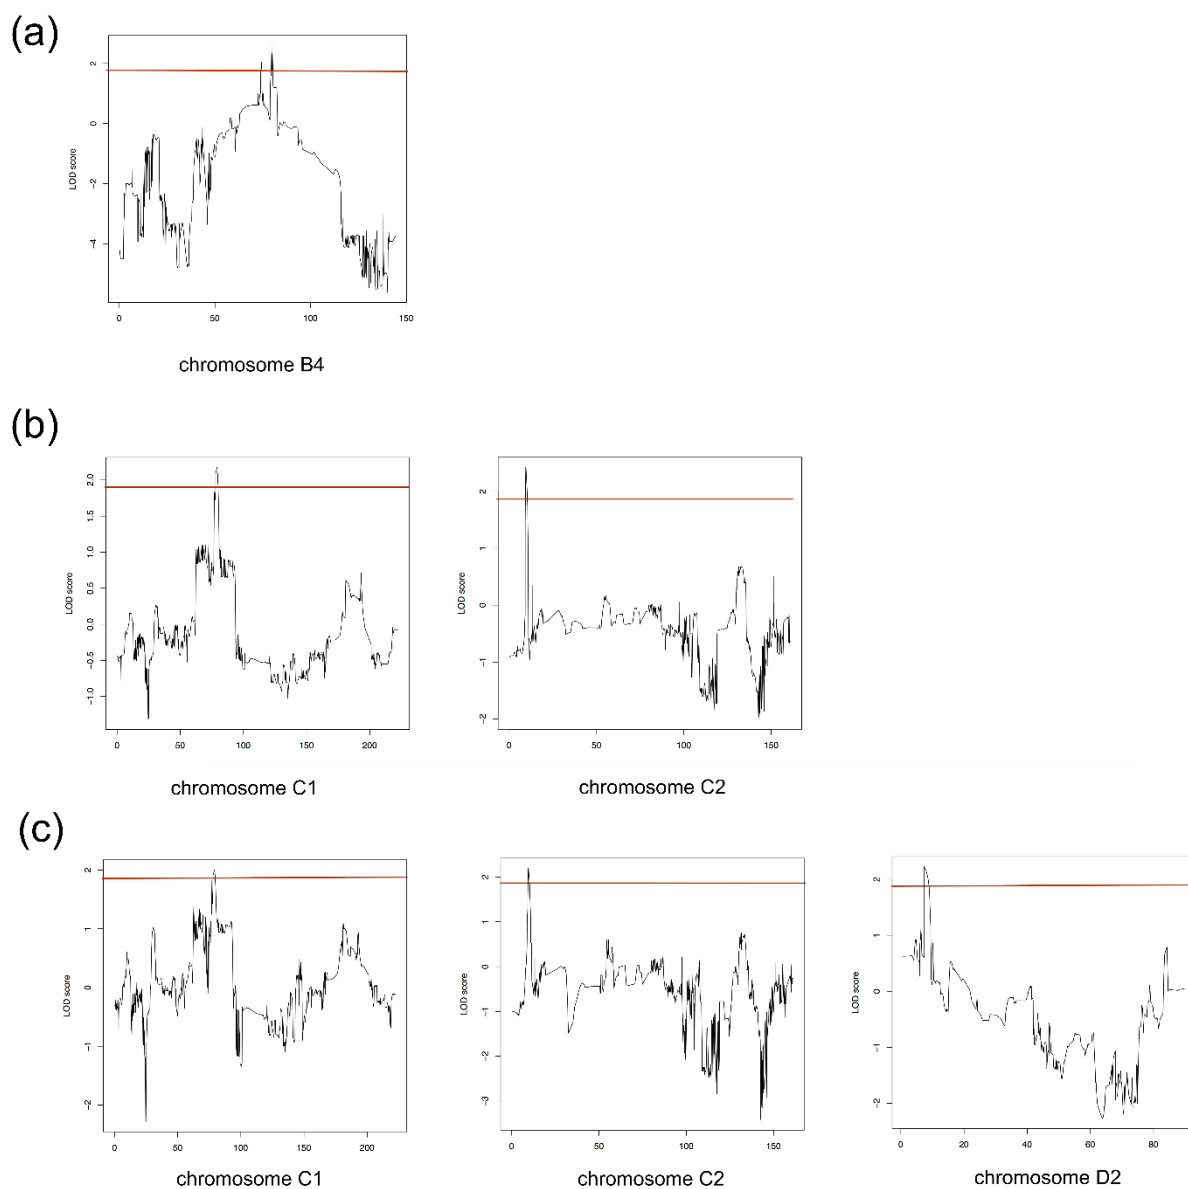 (a)
LOD score
2
0
−2
−4
0 50 100 150
chromosome B4
(b)
LOD score
2.0
1.5
1.0
0.5
0.0
−0.5
−1.0
0 50 100 150 200
chromosome C1
LOD score
2
1
0
−1
−2
0 50 100 150
chromosome C2
(c)
LOD score
2
1
0
−1
−2
0 50 100 150 200
chromosome C1
LOD score
2
1
0
−1
−2
−3
0 50 100 150
chromosome C2
LOD score
2
1
0
−1
−2
0 20 40 60 80
chromosome D2